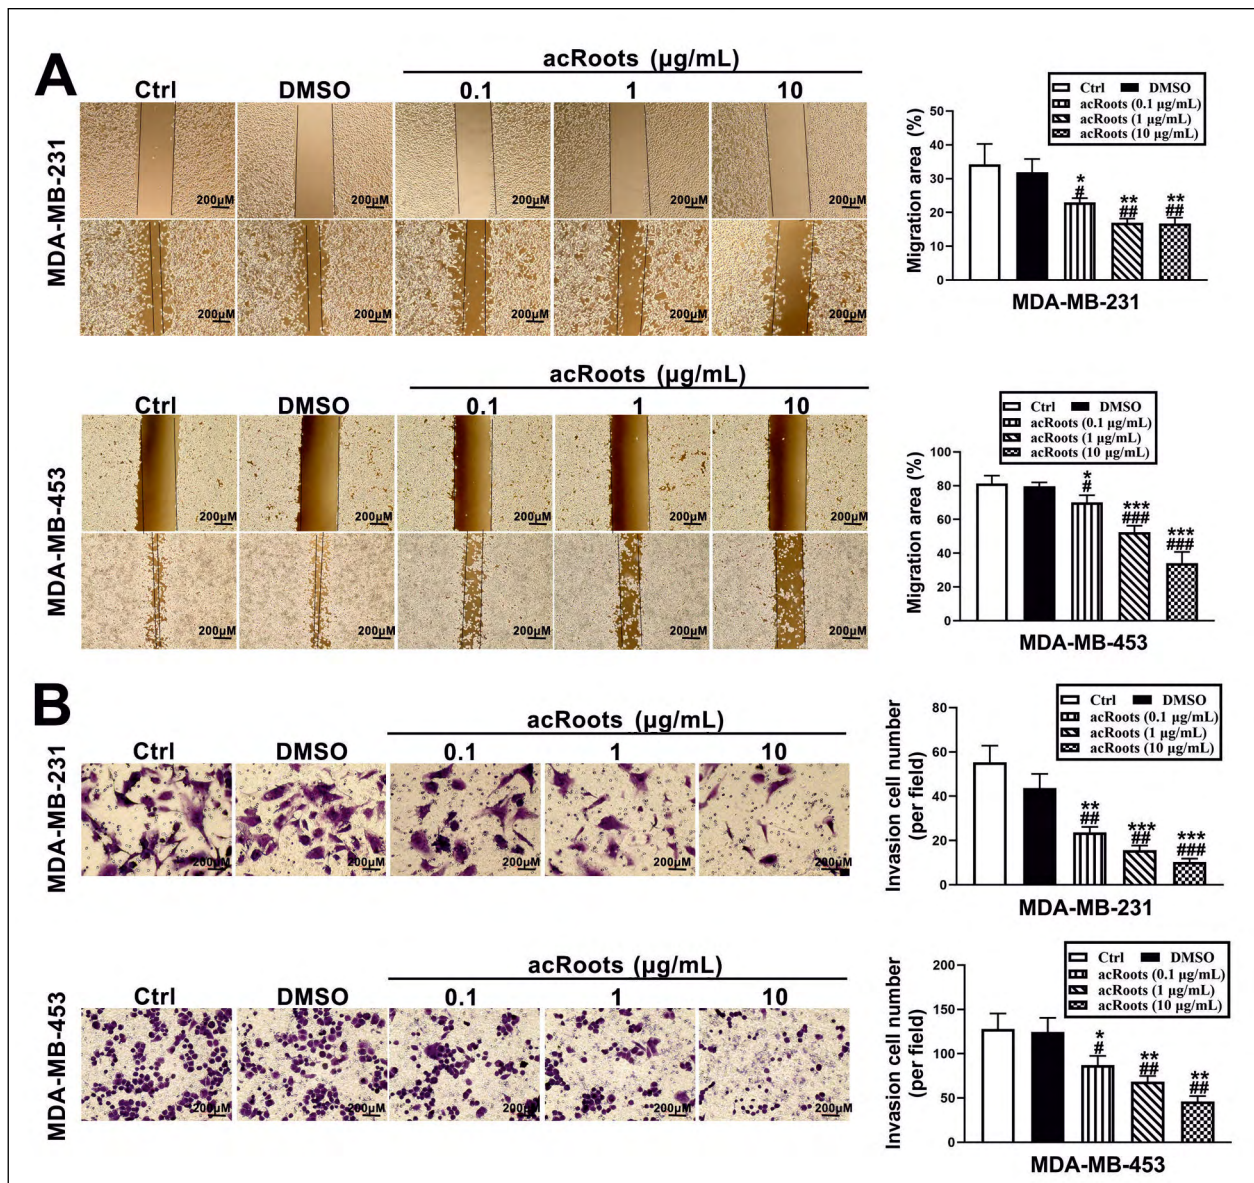 A
acRoots (µg/mL)
Ctrl DMSO 0.1 1 10
MDA-MB-231
200µM 200µM 200µM 200µM 200µM
200µM 200µM 200µM 200µM 200µM
Ctrl DMSO
acRoots (0.1 µg/mL)
acRoots (1 µg/mL)
acRoots (10 µg/mL)
Migration area (%)
50
40
30
20
10
0
* ** **
# ## ##
MDA-MB-231
acRoots (µg/mL)
Ctrl DMSO 0.1 1 10
MDA-MB-453
200µM 200µM 200µM 200µM 200µM
200µM 200µM 200µM 200µM 200µM
Ctrl DMSO
acRoots (0.1 µg/mL)
acRoots (1 µg/mL)
acRoots (10 µg/mL)
Migration area (%)
100
80
60
40
20
0
* *** ***
# ### ###
MDA-MB-453
B
acRoots (µg/mL)
Ctrl DMSO 0.1 1 10
MDA-MB-231
200µM 200µM 200µM 200µM 200µM
Ctrl DMSO
acRoots (0.1 µg/mL)
acRoots (1 µg/mL)
acRoots (10 µg/mL)
Invasion cell number
(per field)
80
60
40
20
0
** *** ***
## ## ###
MDA-MB-231
acRoots (µg/mL)
Ctrl DMSO 0.1 1 10
MDA-MB-453
200µM 200µM 200µM 200µM 200µM
Ctrl DMSO
acRoots (0.1 µg/mL)
acRoots (1 µg/mL)
acRoots (10 µg/mL)
Invasion cell number
(per field)
200
150
100
50
0
* ** **
# ## ##
MDA-MB-453